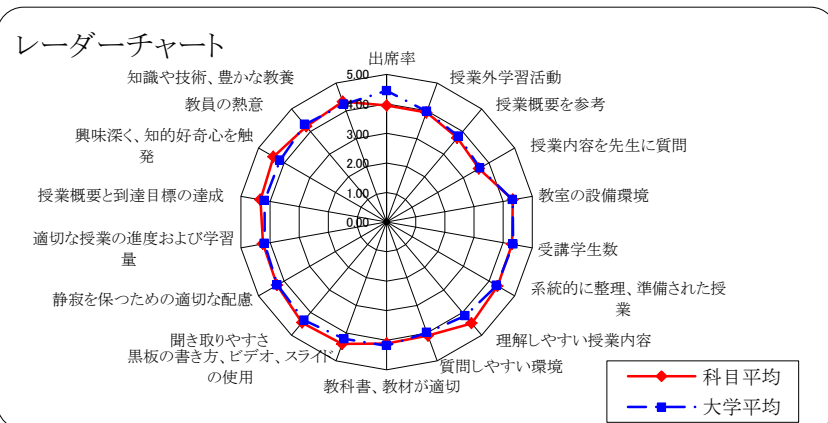 レーダーチャート
出席率
授業外学習活動
授業概要を参考
授業内容を先生に質問
教室の設備環境
受講学生数
系統的に整理、準備された授
業
理解しやすい授業内容
質問しやすい環境
教科書、教材が適切
黒板の書き方、ビデオ、スライド
の使用
聞き取りやすさ
静寂を保つための適切な配慮
適切な授業の進度および学習
量
授業概要と到達目標の達成
興味深く、知的好奇心を触
発
教員の熱意
知識や技術、豊かな教養
5.00
4.00
3.00
2.00
1.00
0.00
科目平均
大学平均